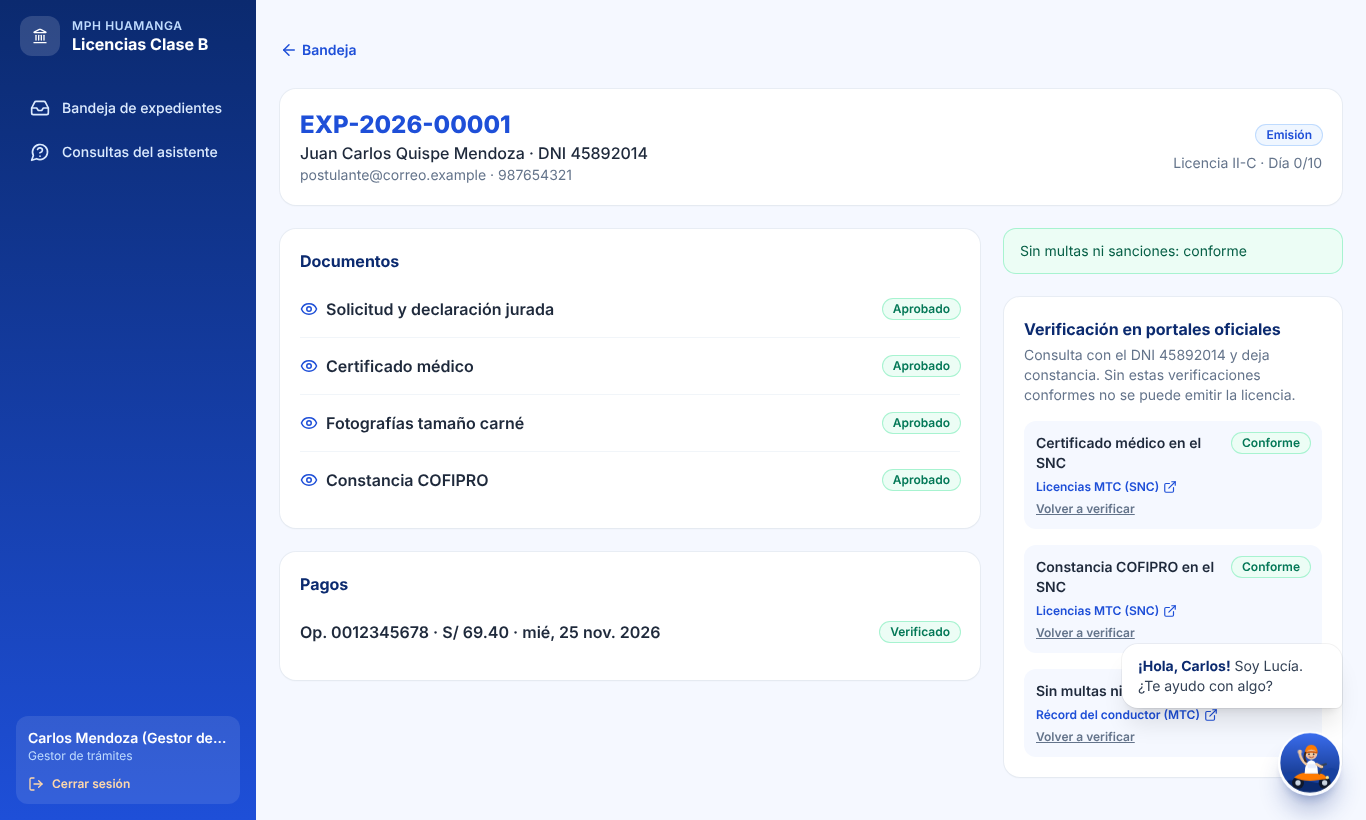 MPH HUAMANGA
Licencias Clase B
Bandeja de expedientes
Consultas del asistente
Carlos Mendoza (Gestor de...
Gestor de trámites
Cerrar sesión
Bandeja
EXP-2026-00001
Juan Carlos Quispe Mendoza · DNI 45892014
postulante@correo.example · 987654321
Emisión
Licencia II-C · Día 0/10
Documentos
Solicitud y declaración jurada Aprobado
Certificado médico Aprobado
Fotografías tamaño carné Aprobado
Constancia COFIPRO Aprobado
Pagos
Op. 0012345678 · S/ 69.40 · mié, 25 nov. 2026 Verificado
Sin multas ni sanciones: conforme
Verificación en portales oficiales
Consulta con el DNI 45892014 y deja
constancia. Sin estas verificaciones
conformes no se puede emitir la licencia.
Certificado médico en el Conforme
SNC
Licencias MTC (SNC)
Volver a verificar
Constancia COFIPRO en el Conforme
SNC
Licencias MTC (SNC)
Volver a verificar
Sin multas ni
Récord del conductor (MTC)
Volver a verificar
¡Hola, Carlos! Soy Lucía.
¿Te ayudo con algo?